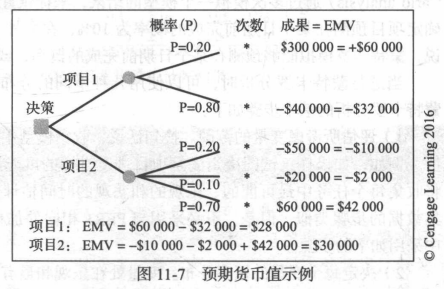 概率(P) 次数 成果=EMV
P=0.20 * $300 000=+$60 000
项目1
P=0.80 * -$40 000=-$32 000
决策
P=0.20 * -$50 000=-$10 000
项目2
P=0.10 * -$20 000=-$2 000
P=0.70 * $60 000=$42 000
项目1: EMV=$60 000-$32 000=$28 000
项目2: EMV=-$10 000-$2 000+$42 000=$30 000
© Cengage Learning 2016
图 11-7 预期货币值示例